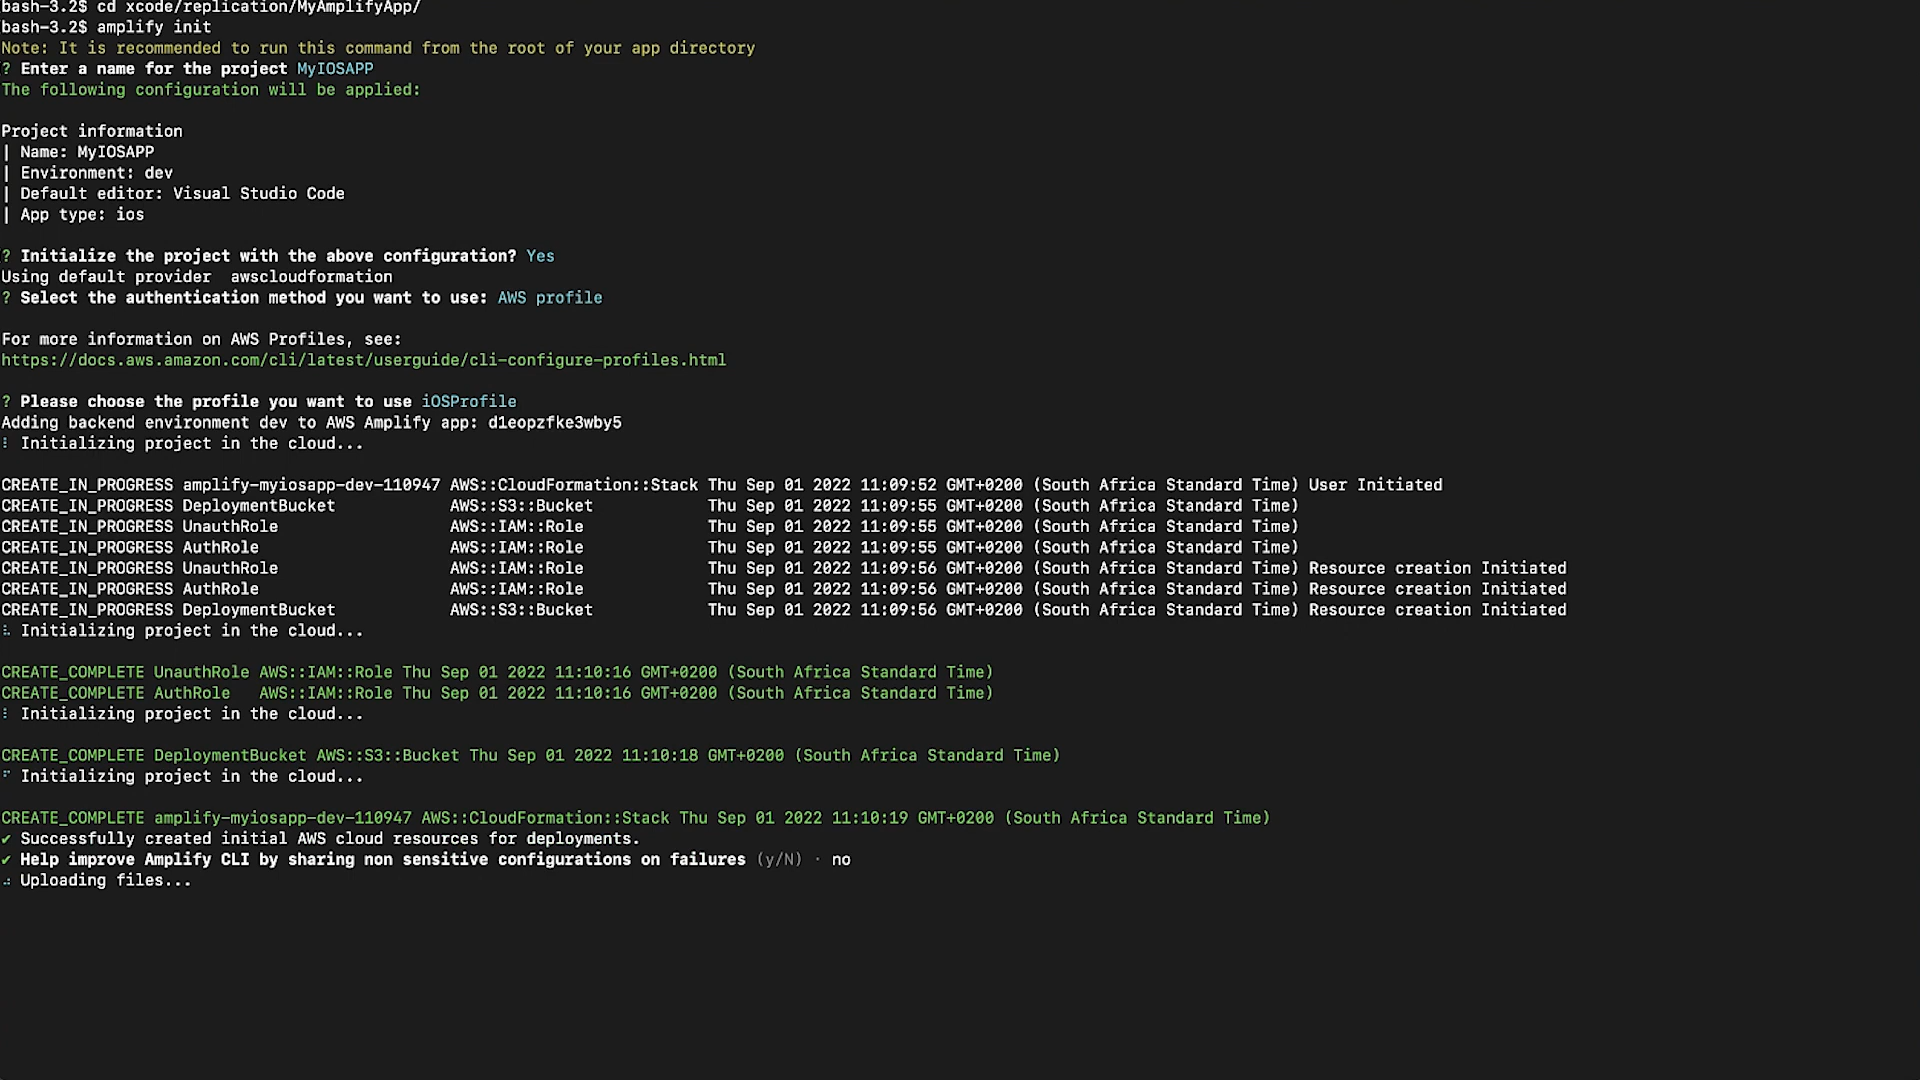 bash-3.2$ cd xcode/replication/MyAmplifyApp/
bash-3.2$ amplify init
Note: It is recommended to run this command from the root of your app directory
? Enter a name for the project MyIOSAPP
The following configuration will be applied:
Project information
| Name: MyIOSAPP
| Environment: dev
| Default editor: Visual Studio Code
| App type: ios
? Initialize the project with the above configuration? Yes
Using default provider  awscloudformation
? Select the authentication method you want to use: AWS profile
For more information on AWS Profiles, see:
https://docs.aws.amazon.com/cli/latest/userguide/cli-configure-profiles.html
? Please choose the profile you want to use iOSProfile
Adding backend environment dev to AWS Amplify app: d1eopzfke3wby5
⠸ Initializing project in the cloud...
CREATE_IN_PROGRESS amplify-myiosapp-dev-110947 AWS::CloudFormation::Stack Thu Sep 01 2022 11:09:52 GMT+0200 (South Africa Standard Time) User Initiated
CREATE_IN_PROGRESS DeploymentBucket            AWS::S3::Bucket            Thu Sep 01 2022 11:09:55 GMT+0200 (South Africa Standard Time)
CREATE_IN_PROGRESS UnauthRole                  AWS::IAM::Role             Thu Sep 01 2022 11:09:55 GMT+0200 (South Africa Standard Time)
CREATE_IN_PROGRESS AuthRole                    AWS::IAM::Role             Thu Sep 01 2022 11:09:55 GMT+0200 (South Africa Standard Time)
CREATE_IN_PROGRESS UnauthRole                  AWS::IAM::Role             Thu Sep 01 2022 11:09:56 GMT+0200 (South Africa Standard Time) Resource creation Initiated
CREATE_IN_PROGRESS AuthRole                    AWS::IAM::Role             Thu Sep 01 2022 11:09:56 GMT+0200 (South Africa Standard Time) Resource creation Initiated
CREATE_IN_PROGRESS DeploymentBucket            AWS::S3::Bucket            Thu Sep 01 2022 11:09:56 GMT+0200 (South Africa Standard Time) Resource creation Initiated
⠧ Initializing project in the cloud...
CREATE_COMPLETE UnauthRole AWS::IAM::Role Thu Sep 01 2022 11:10:16 GMT+0200 (South Africa Standard Time)
CREATE_COMPLETE AuthRole   AWS::IAM::Role Thu Sep 01 2022 11:10:16 GMT+0200 (South Africa Standard Time)
⠸ Initializing project in the cloud...
CREATE_COMPLETE DeploymentBucket AWS::S3::Bucket Thu Sep 01 2022 11:10:18 GMT+0200 (South Africa Standard Time)
⠋ Initializing project in the cloud...
CREATE_COMPLETE amplify-myiosapp-dev-110947 AWS::CloudFormation::Stack Thu Sep 01 2022 11:10:19 GMT+0200 (South Africa Standard Time)
✔ Successfully created initial AWS cloud resources for deployments.
✔ Help improve Amplify CLI by sharing non sensitive configurations on failures (y/N) · no
⠴ Uploading files...